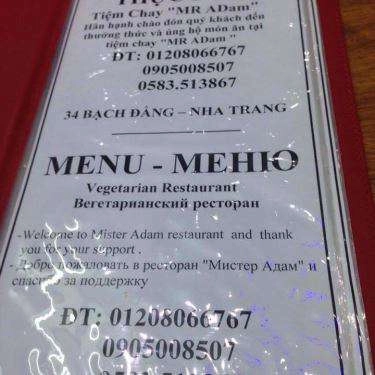 Tiệm Chay "MR ADam"
Hân hạnh chào đón quý khách đến
thưởng thức và ủng hộ món ăn tại
tiệm chay "MR ADam"
ĐT: 01208066767
0905008507
0583.513867
34 BẠCH ĐẰNG – NHA TRANG
MENU - МЕНЮ
Vegetarian Restaurant
Вегетарианский ресторан
- Welcome to Mister Adam restaurant and thank
you for your support .
- Добро пожаловать в ресторан "Мистер Адам" и
спасибо за поддержку
ĐT: 01208066767
0905008507